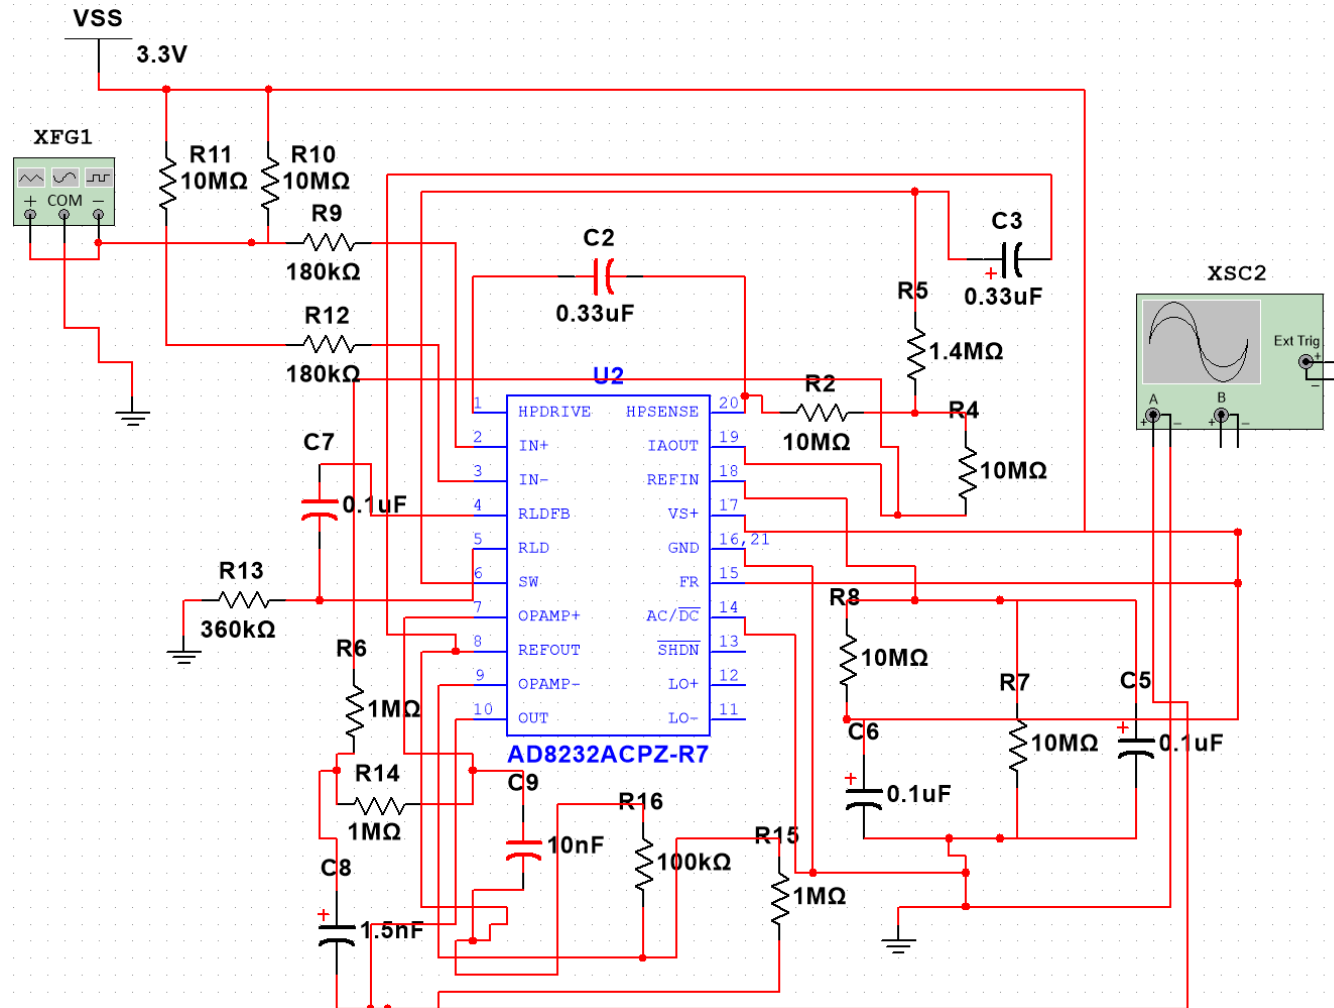 VSS
3.3V
XFG1
+ COM −
R11
10MΩ
R10
10MΩ
R9
180kΩ
R12
180kΩ
C2
0.33uF
C3
+
0.33uF
R5
1.4MΩ
XSC2
Ext Trig
+
−
A
B
+ − + −
U2
R2
10MΩ
R4
10MΩ
C7
0.1uF
1 HPDRIVE HPSENSE 20
2 IN+ IAOUT 19
3 IN- REFIN 18
4 RLDFB VS+ 17
5 RLD GND 16,21
6 SW FR 15
7 OPAMP+ AC/DC 14
8 REFOUT SHDN 13
9 OPAMP- LO+ 12
10 OUT LO- 11
AD8232ACPZ-R7
R13
360kΩ
R6
1MΩ
R8
10MΩ
R7
10MΩ
C5
+
0.1uF
C6
+
0.1uF
R14
1MΩ
C9
10nF
R16
100kΩ
R15
1MΩ
C8
+
1.5nF